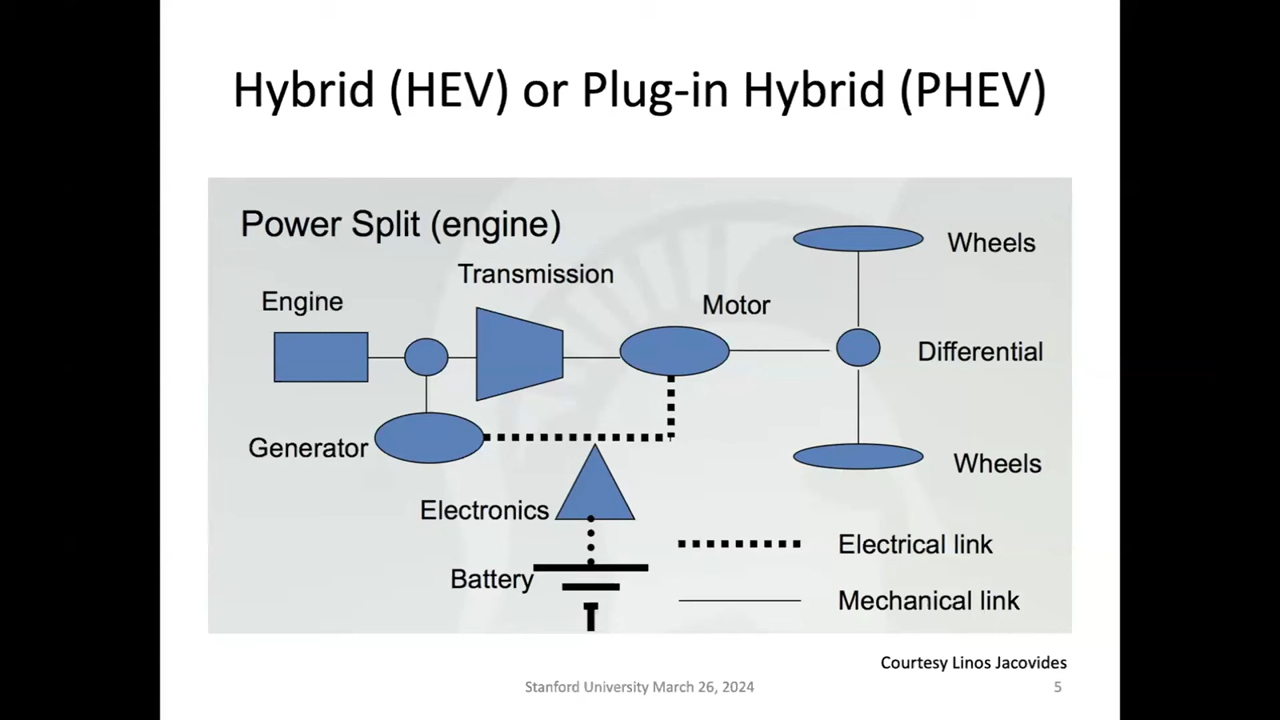 Hybrid (HEV) or Plug-in Hybrid (PHEV)
Power Split (engine)
Transmission
Engine
Motor
Wheels
Differential
Generator
Wheels
Electronics
Electrical link
Battery
Mechanical link
Courtesy Linos Jacovides
Stanford University March 26, 2024
5